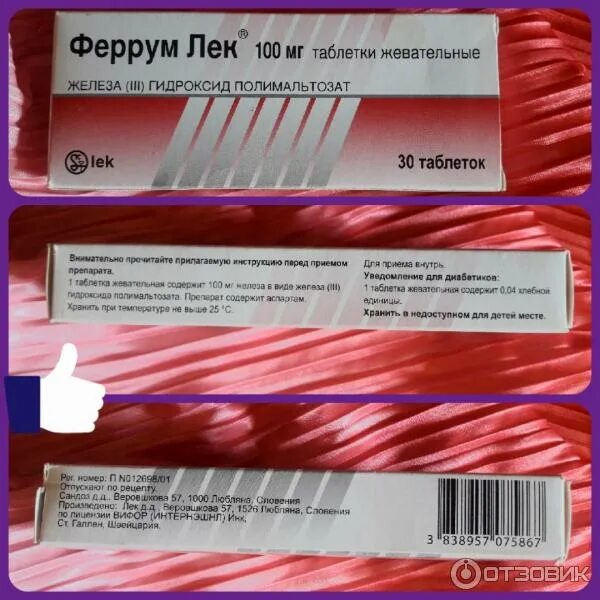 Феррум Лек® 100 мг таблетки жевательные
ЖЕЛЕЗА (III) ГИДРОКСИД ПОЛИМАЛЬТОЗАТ
lek
30 таблеток
Внимательно прочитайте прилагаемую инструкцию перед приемом
препарата.
1 таблетка жевательная содержит 100 мг железа в виде железа (III)
гидроксида полимальтозата. Препарат содержит аспартам.
Хранить при температуре не выше 25 °C.
Для приема внутрь.
Уведомление для диабетиков:
1 таблетка жевательная содержит 0,04 хлебной
единицы.
Хранить в недоступном для детей месте.
Рег. номер: П N012698/01
Отпускают по рецепту.
Сандоз д.д., Веровшкова 57, 1000 Любляна, Словения
Произведено: Лек д.д., Веровшкова 57, 1526 Любляна, Словения
по лицензии ВИФОР (ИНТЕРНЭШНЛ) Инк,
Ст. Галлен, Швейцария.
3 838957 075867
ОТЗОВИК